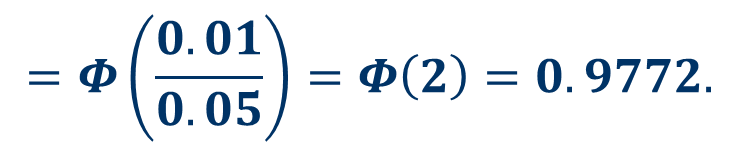 = Φ(0.01/0.05) = Φ(2) = 0.9772.